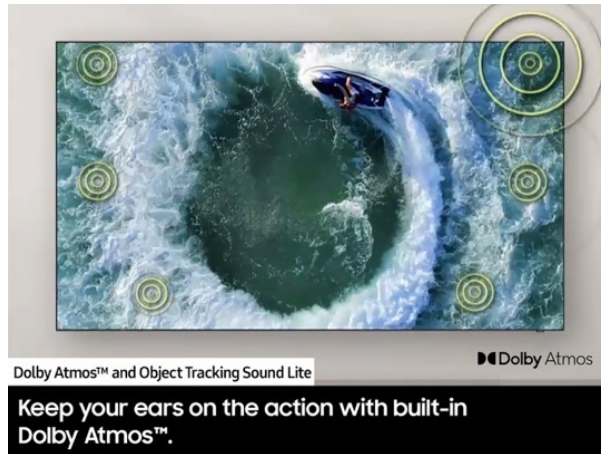 Dolby Atmos
Dolby Atmos™ and Object Tracking Sound Lite
Keep your ears on the action with built-in
Dolby Atmos™.